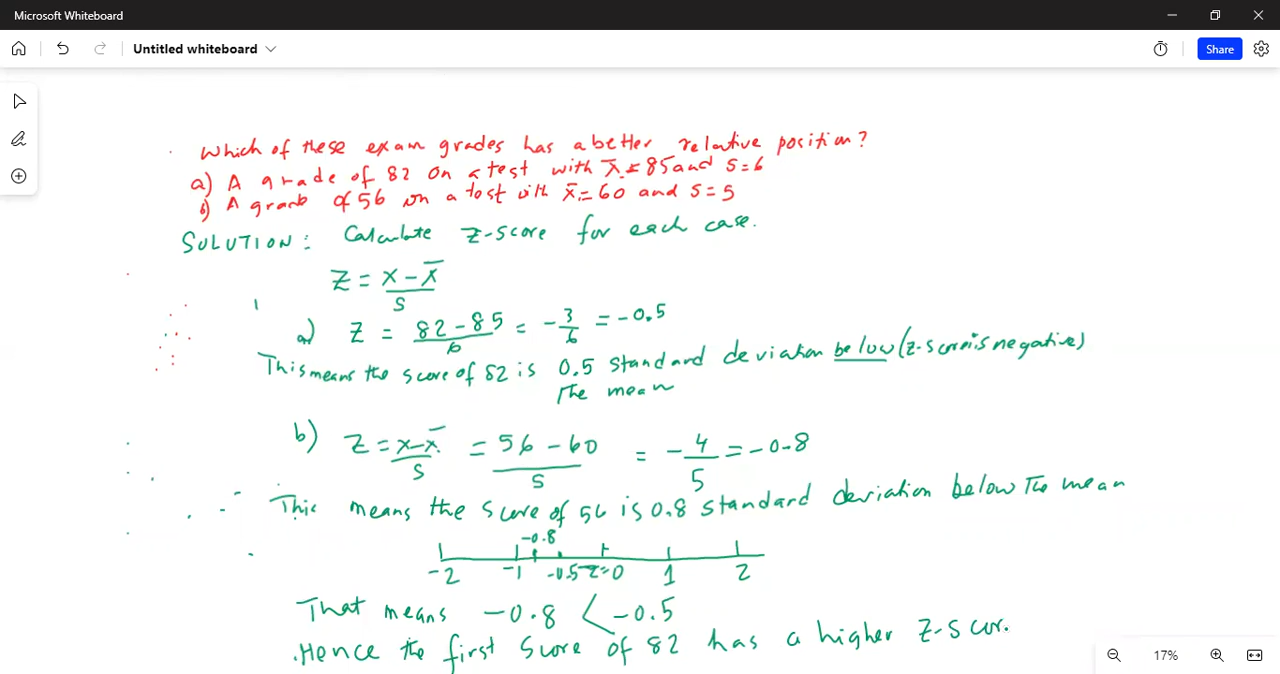 Microsoft Whiteboard
Untitled whiteboard
Share
Which of these exam grades has a better relative position?
a) A grade of 82 on a test with x̄ = 85 and S = 6
b) A grade of 56 on a test with x̄ = 60 and S = 5
SOLUTION: Calculate Z-score for each case.
Z = x - x̄
S
a) Z = 82 - 85 = - 3 = -0.5
6 6
This means the score of 82 is 0.5 standard deviation below (Z-score is negative)
The mean
b) Z = x - x̄ = 56 - 60 = - 4 = -0.8
S 5 5
This means the score of 56 is 0.8 standard deviation below The mean
-0.8
-2 -1 -0.5 Z=0 1 2
That means -0.8 < -0.5
Hence the first score of 82 has a higher Z-scor
17%